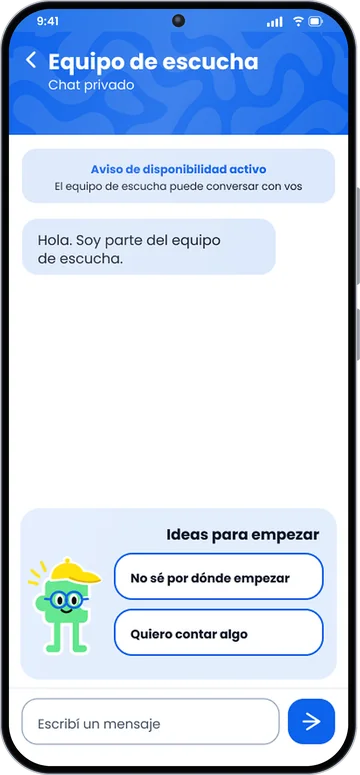 9:41
Equipo de escucha
Chat privado
Aviso de disponibilidad activo
El equipo de escucha puede conversar con vos
Hola. Soy parte del equipo
de escucha.
Ideas para empezar
No sé por dónde empezar
Quiero contar algo
Escribí un mensaje